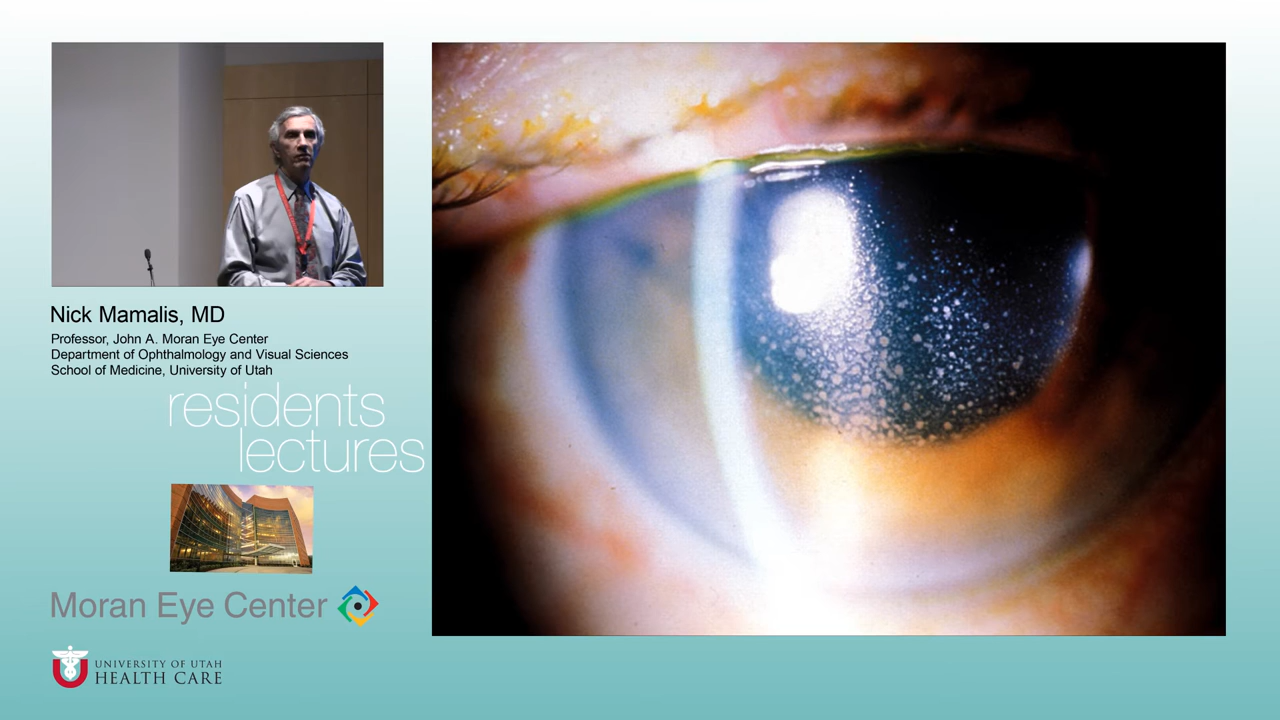 Nick Mamalis, MD
Professor, John A. Moran Eye Center
Department of Ophthalmology and Visual Sciences
School of Medicine, University of Utah
residents
lectures
Moran Eye Center
UNIVERSITY OF UTAH
HEALTH CARE